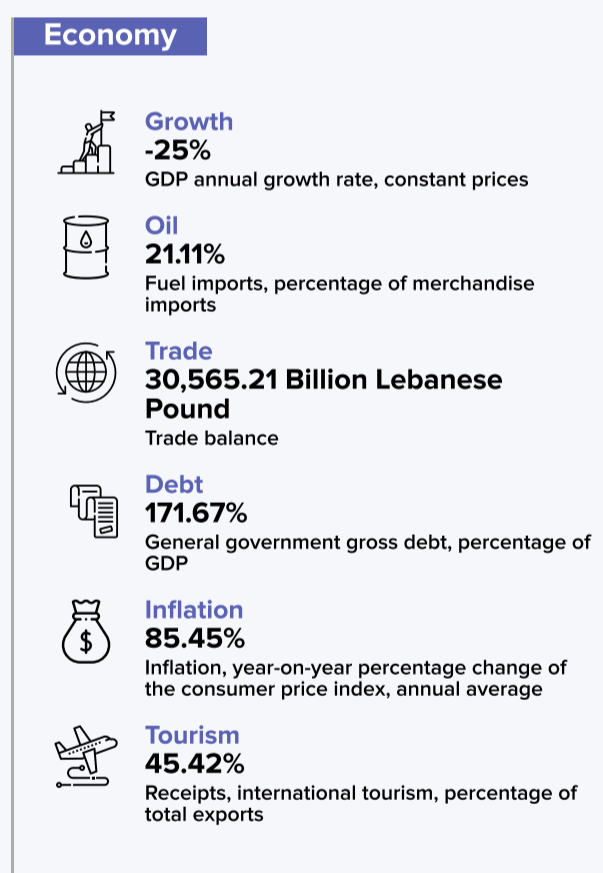 Economy
Growth
-25%
GDP annual growth rate, constant prices
Oil
21.11%
Fuel imports, percentage of merchandise
imports
Trade
30,565.21 Billion Lebanese
Pound
Trade balance
Debt
171.67%
General government gross debt, percentage of
GDP
$
Inflation
85.45%
Inflation, year-on-year percentage change of
the consumer price index, annual average
Tourism
45.42%
Receipts, international tourism, percentage of
total exports